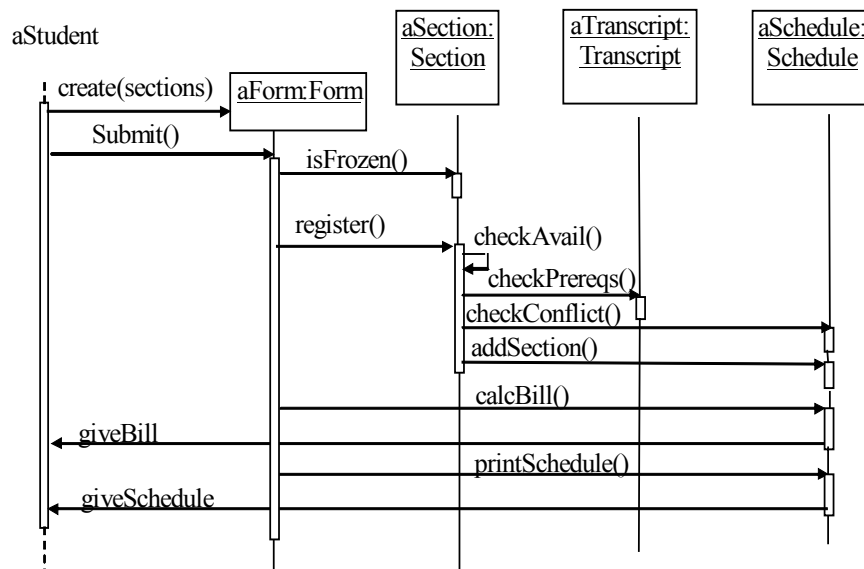 aStudent
aSection:
Section
aTranscript:
Transcript
aSchedule:
Schedule
create(sections)
aForm:Form
Submit()
isFrozen()
register()
checkAvail()
checkPrereqs()
checkConflict()
addSection()
calcBill()
giveBill
printSchedule()
giveSchedule